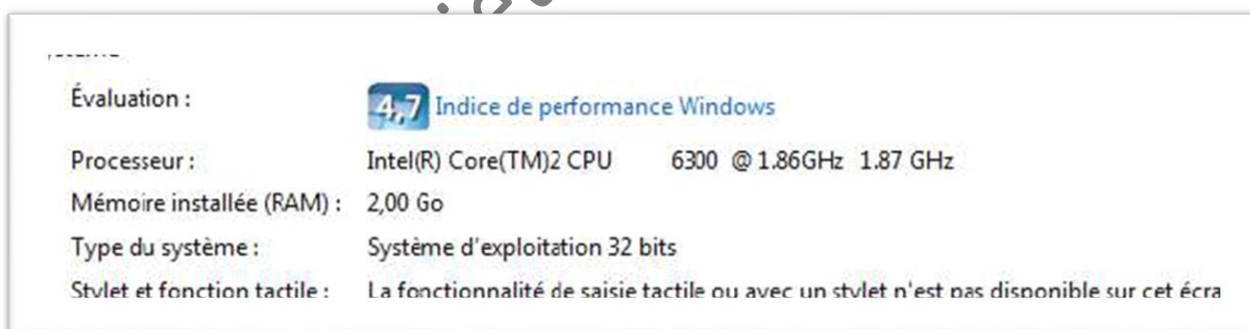 Évaluation : 4,7 Indice de performance Windows
Processeur : Intel(R) Core(TM)2 CPU 6300 @ 1.86GHz 1.87 GHz
Mémoire installée (RAM) : 2,00 Go
Type du système : Système d'exploitation 32 bits
Stylet et fonction tactile : La fonctionnalité de saisie tactile ou avec un stylet n'est pas disponible sur cet écra